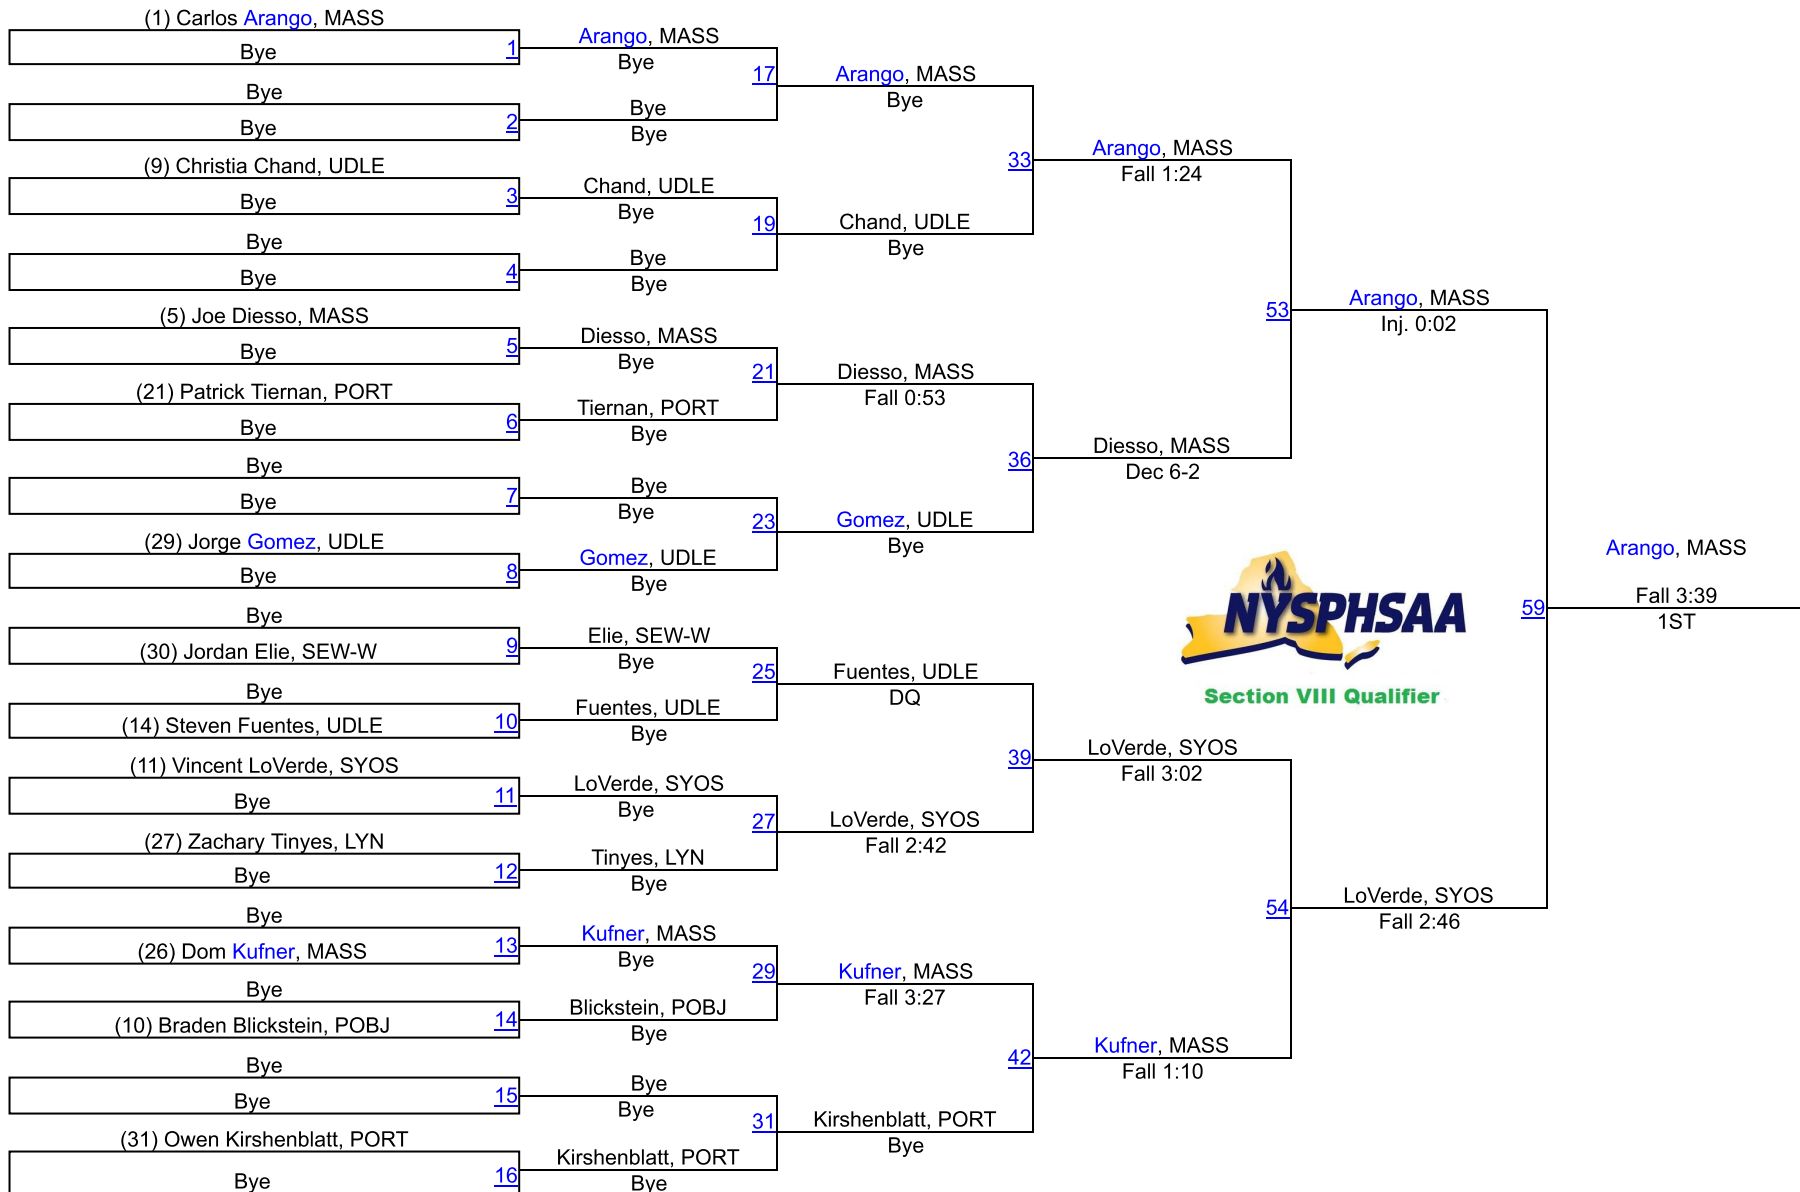 (1) Carlos Arango, MASS
Bye
1
Bye
Bye
2
(9) Christia Chand, UDLE
Bye
3
Bye
Bye
4
(5) Joe Diesso, MASS
Bye
5
(21) Patrick Tiernan, PORT
Bye
6
Bye
Bye
7
(29) Jorge Gomez, UDLE
Bye
8
Bye
(30) Jordan Elie, SEW-W
9
Bye
(14) Steven Fuentes, UDLE
10
(11) Vincent LoVerde, SYOS
Bye
11
(27) Zachary Tinyes, LYN
Bye
12
Bye
(26) Dom Kufner, MASS
13
Bye
(10) Braden Blickstein, POBJ
14
Bye
Bye
15
(31) Owen Kirshenblatt, PORT
Bye
16
Arango, MASS
Bye
17
Bye
Bye
Chand, UDLE
Bye
19
Bye
Bye
Diesso, MASS
Bye
21
Tiernan, PORT
Bye
Bye
Bye
23
Gomez, UDLE
Bye
Elie, SEW-W
Bye
25
Fuentes, UDLE
Bye
LoVerde, SYOS
Bye
27
Tinyes, LYN
Bye
Kufner, MASS
Bye
29
Blickstein, POBJ
Bye
Bye
Bye
31
Kirshenblatt, PORT
Bye
Arango, MASS
Bye
33
Chand, UDLE
Bye
Diesso, MASS
Fall 0:53
36
Gomez, UDLE
Bye
Fuentes, UDLE
DQ
39
LoVerde, SYOS
Fall 2:42
Kufner, MASS
Fall 3:27
42
Kirshenblatt, PORT
Bye
Arango, MASS
Fall 1:24
53
Diesso, MASS
Dec 6-2
LoVerde, SYOS
Fall 3:02
54
Kufner, MASS
Fall 1:10
Arango, MASS
Inj. 0:02
59
LoVerde, SYOS
Fall 2:46
Arango, MASS
Fall 3:39
1ST
NYSPHSAA
Section VIII Qualifier